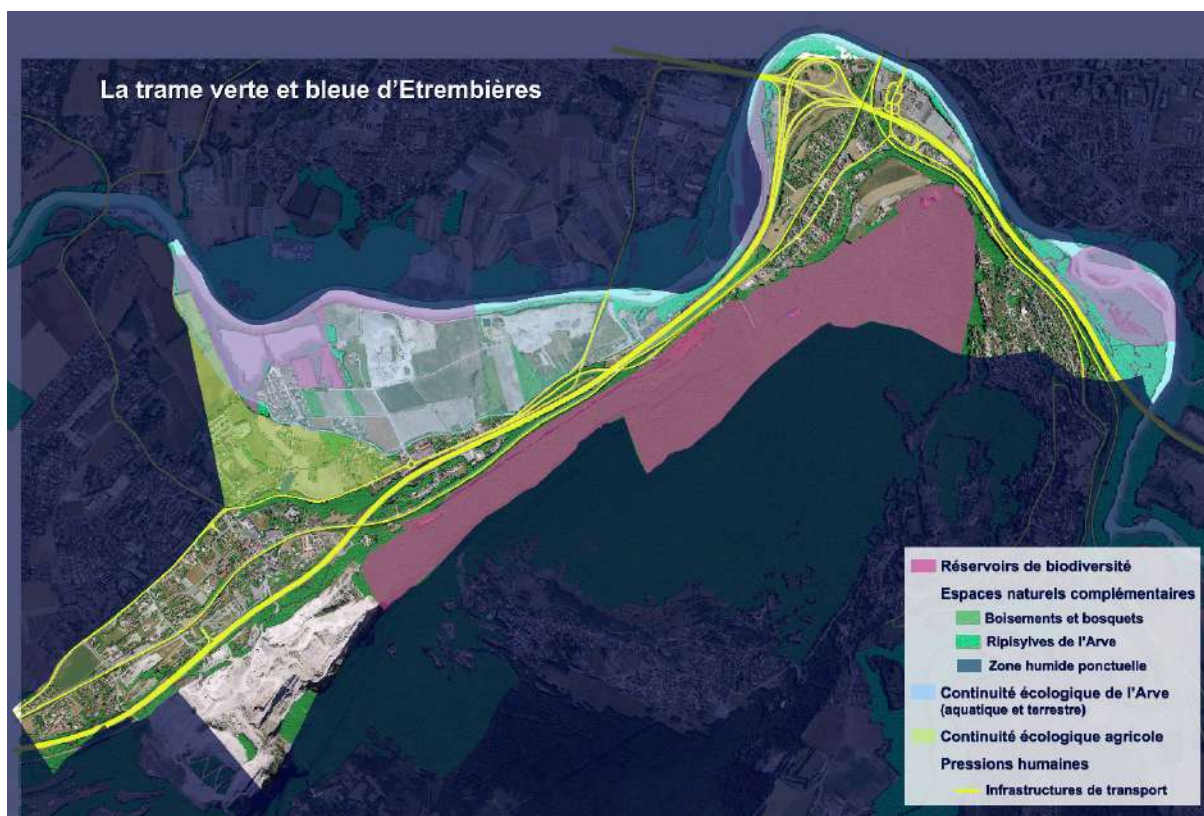 La trame verte et bleue d'Etrembières
Réservoirs de biodiversité
Espaces naturels complémentaires
Boisements et bosquets
Ripisylves de l'Arve
Zone humide ponctuelle
Continuité écologique de l'Arve
(aquatique et terrestre)
Continuité écologique agricole
Pressions humaines
Infrastructures de transport